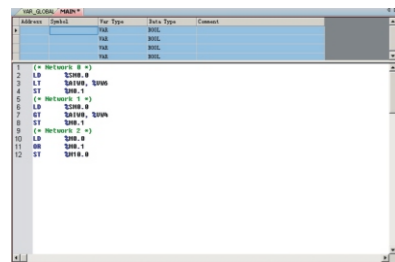 VAR_GLOBAL MAIN *
Address Symbol Var Type Data Type Comment
VAR BOOL
VAR BOOL
VAR BOOL
VAR BOOL
1 (* Network 0 *)
2 LD %SM0.0
3 LT %AIW0, %VW6
4 ST %M0.1
5 (* Network 1 *)
6 LD %SM0.0
7 GT %AIW0, %VW4
8 ST %M0.1
9 (* Network 2 *)
10 LD %M0.0
11 OR %M0.1
12 ST %M10.0